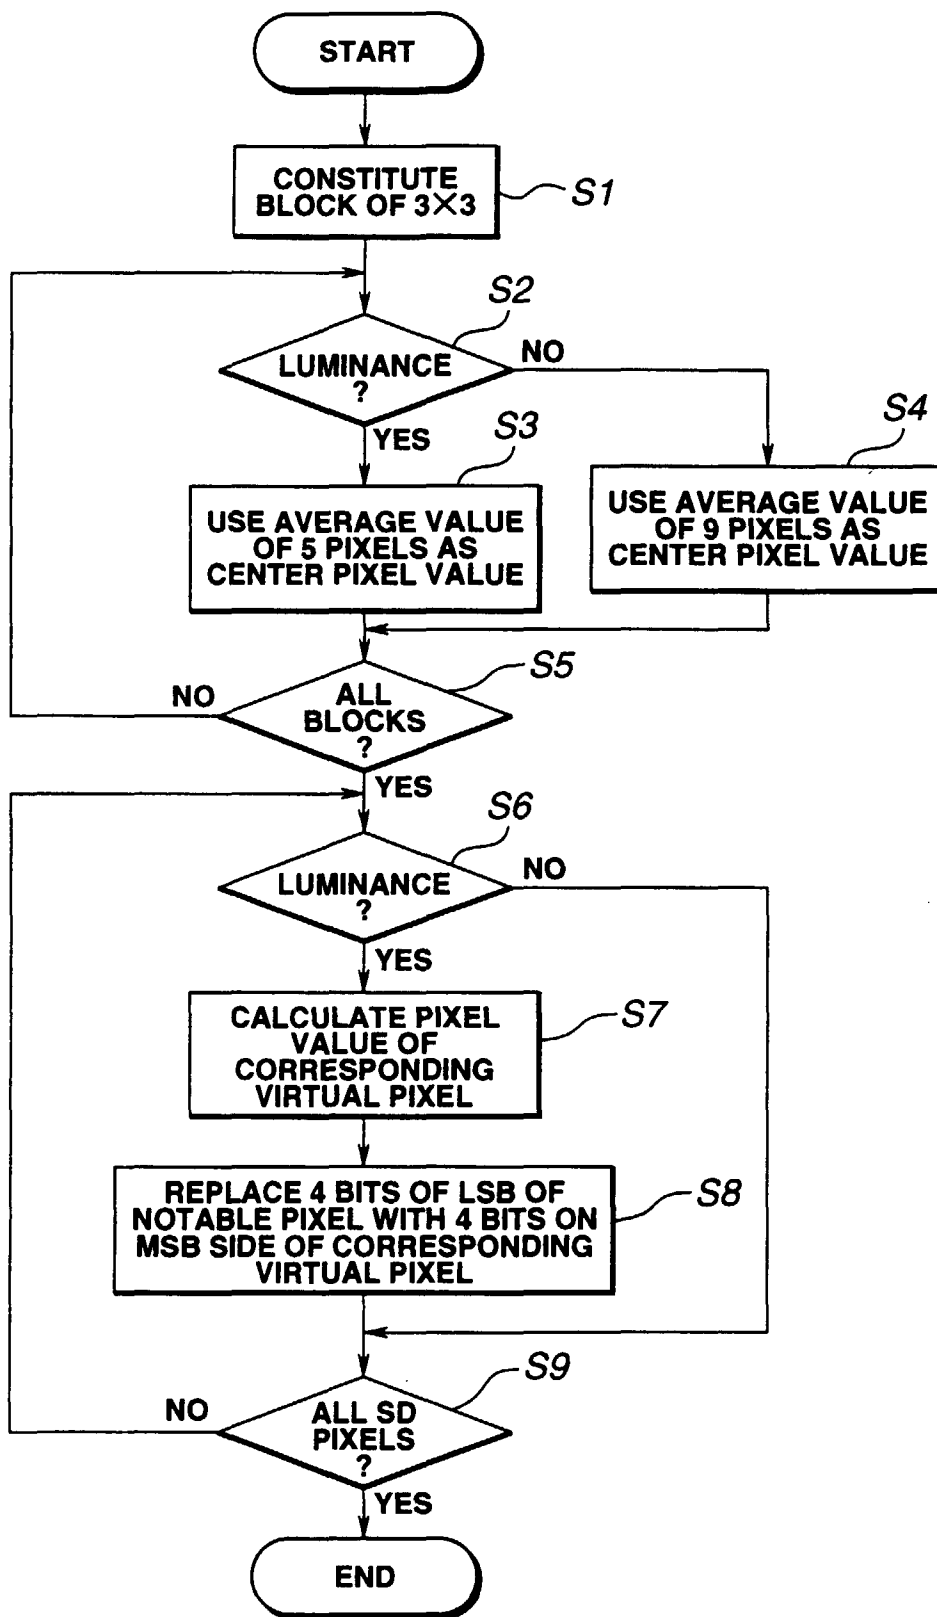 START
CONSTITUTE
BLOCK OF 3×3
S1
S2
LUMINANCE
?
NO
YES
S3
S4
USE AVERAGE VALUE
OF 5 PIXELS AS
CENTER PIXEL VALUE
USE AVERAGE VALUE
OF 9 PIXELS AS
CENTER PIXEL VALUE
S5
ALL
BLOCKS
?
NO
YES
S6
LUMINANCE
?
NO
YES
S7
CALCULATE PIXEL
VALUE OF
CORRESPONDING
VIRTUAL PIXEL
S8
REPLACE 4 BITS OF LSB OF
NOTABLE PIXEL WITH 4 BITS ON
MSB SIDE OF CORRESPONDING
VIRTUAL PIXEL
S9
ALL SD
PIXELS
?
NO
YES
END